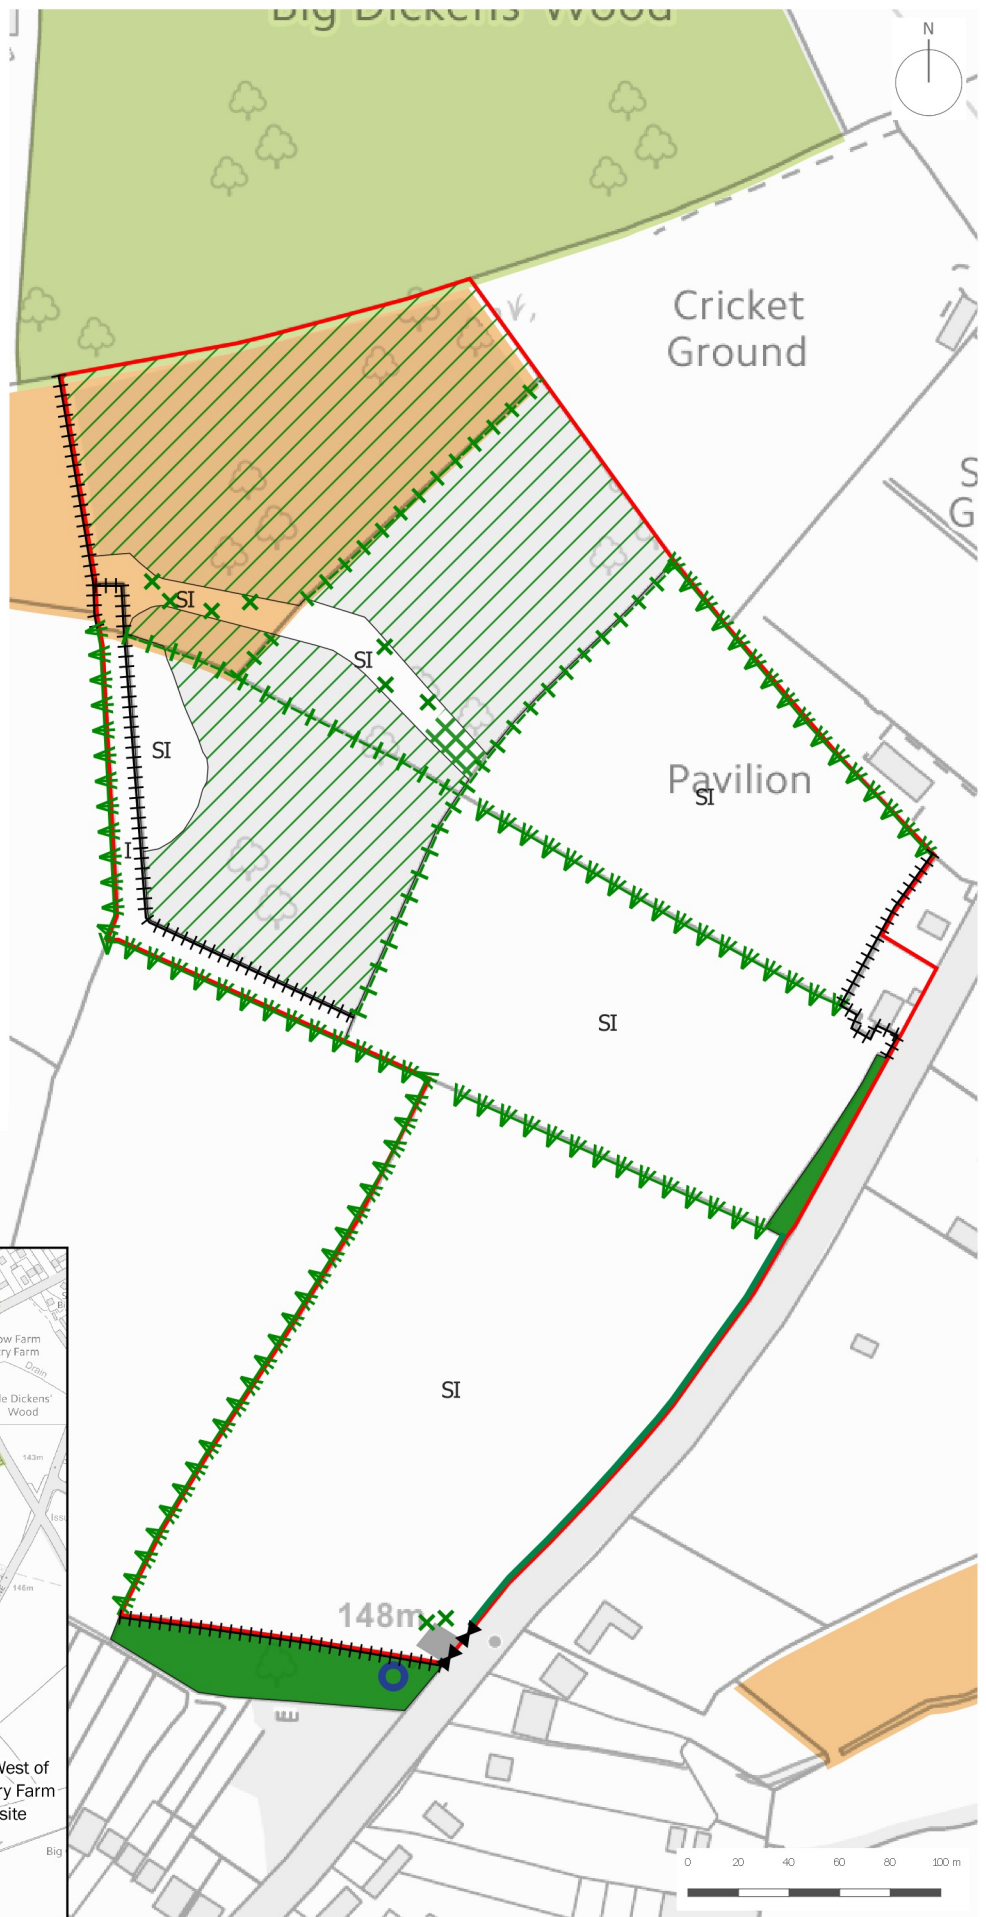 Big Dickens' Wood
N
Cricket
Ground
S
G
SI
SI
SI
Pavilion
SI
I
SI
SI
148m
ow Farm
ry Farm
Drain
le Dickens'
Wood
143m
Iss
146m
West of
ry Farm
site
Big
0 20 40 60 80 100 m